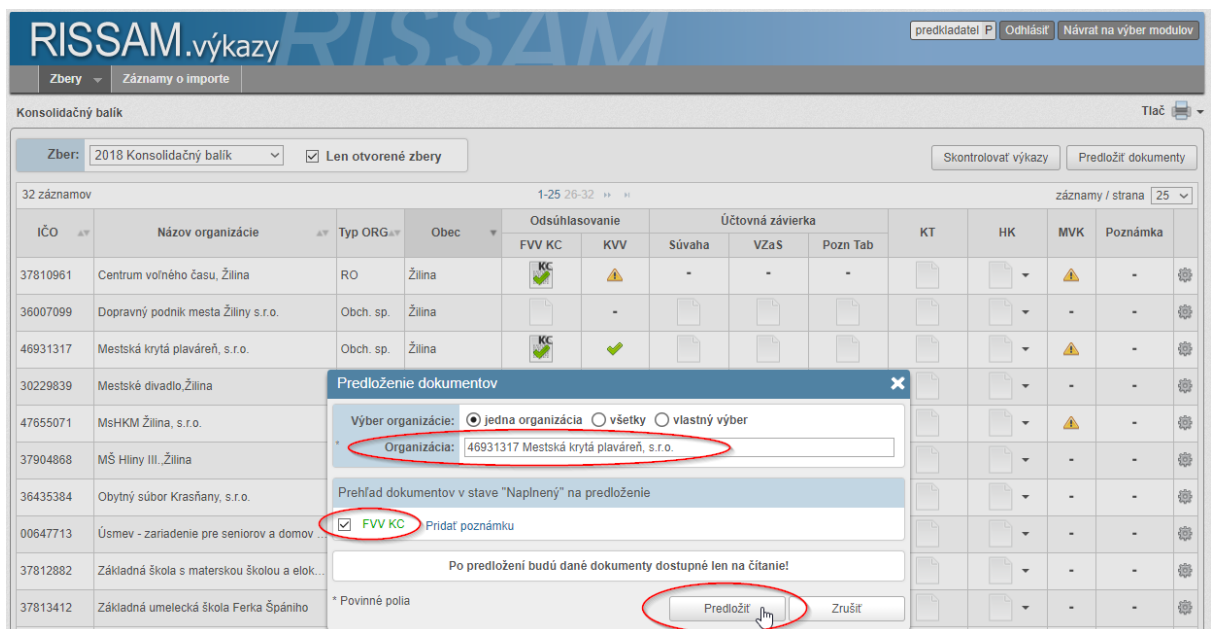 RISSAM.výkazy
RISSAM
predkladatel P Odhlásiť Návrat na výber modulov
Zbery Záznamy o importe
Konsolidačný balík Tlač
Zber: 2018 Konsolidačný balík Len otvorené zbery Skontrolovať výkazy Predložiť dokumenty
32 záznamov 1-25 26-32 záznamy / strana 25
IČO Názov organizácie Typ ORG Obec Odsúhlasovanie Účtovná závierka KT HK MVK Poznámka
FVV KC KVV Súvaha VZaS Pozn Tab
37810961 Centrum voľného času, Žilina RO Žilina KC - - - -
36007099 Dopravný podnik mesta Žiliny s.r.o. Obch. sp. Žilina - - -
46931317 Mestská krytá plaváreň, s.r.o. Obch. sp. Žilina KC -
30229839 Mestské divadlo,Žilina - -
47655071 MsHKM Žilina, s.r.o. -
37904868 MŠ Hliny III.,Žilina - -
36435384 Obytný súbor Krasňany, s.r.o. - -
00647713 Úsmev - zariadenie pre seniorov a domov ... - -
37812882 Základná škola s materskou školou a elok... - -
37813412 Základná umelecká škola Ferka Špániho - -
Predloženie dokumentov
Výber organizácie: jedna organizácia všetky vlastný výber
* Organizácia: 46931317 Mestská krytá plaváreň, s.r.o.
Prehľad dokumentov v stave "Naplnený" na predloženie
FVV KC Pridať poznámku
Po predložení budú dané dokumenty dostupné len na čítanie!
* Povinné polia Predložiť Zrušiť